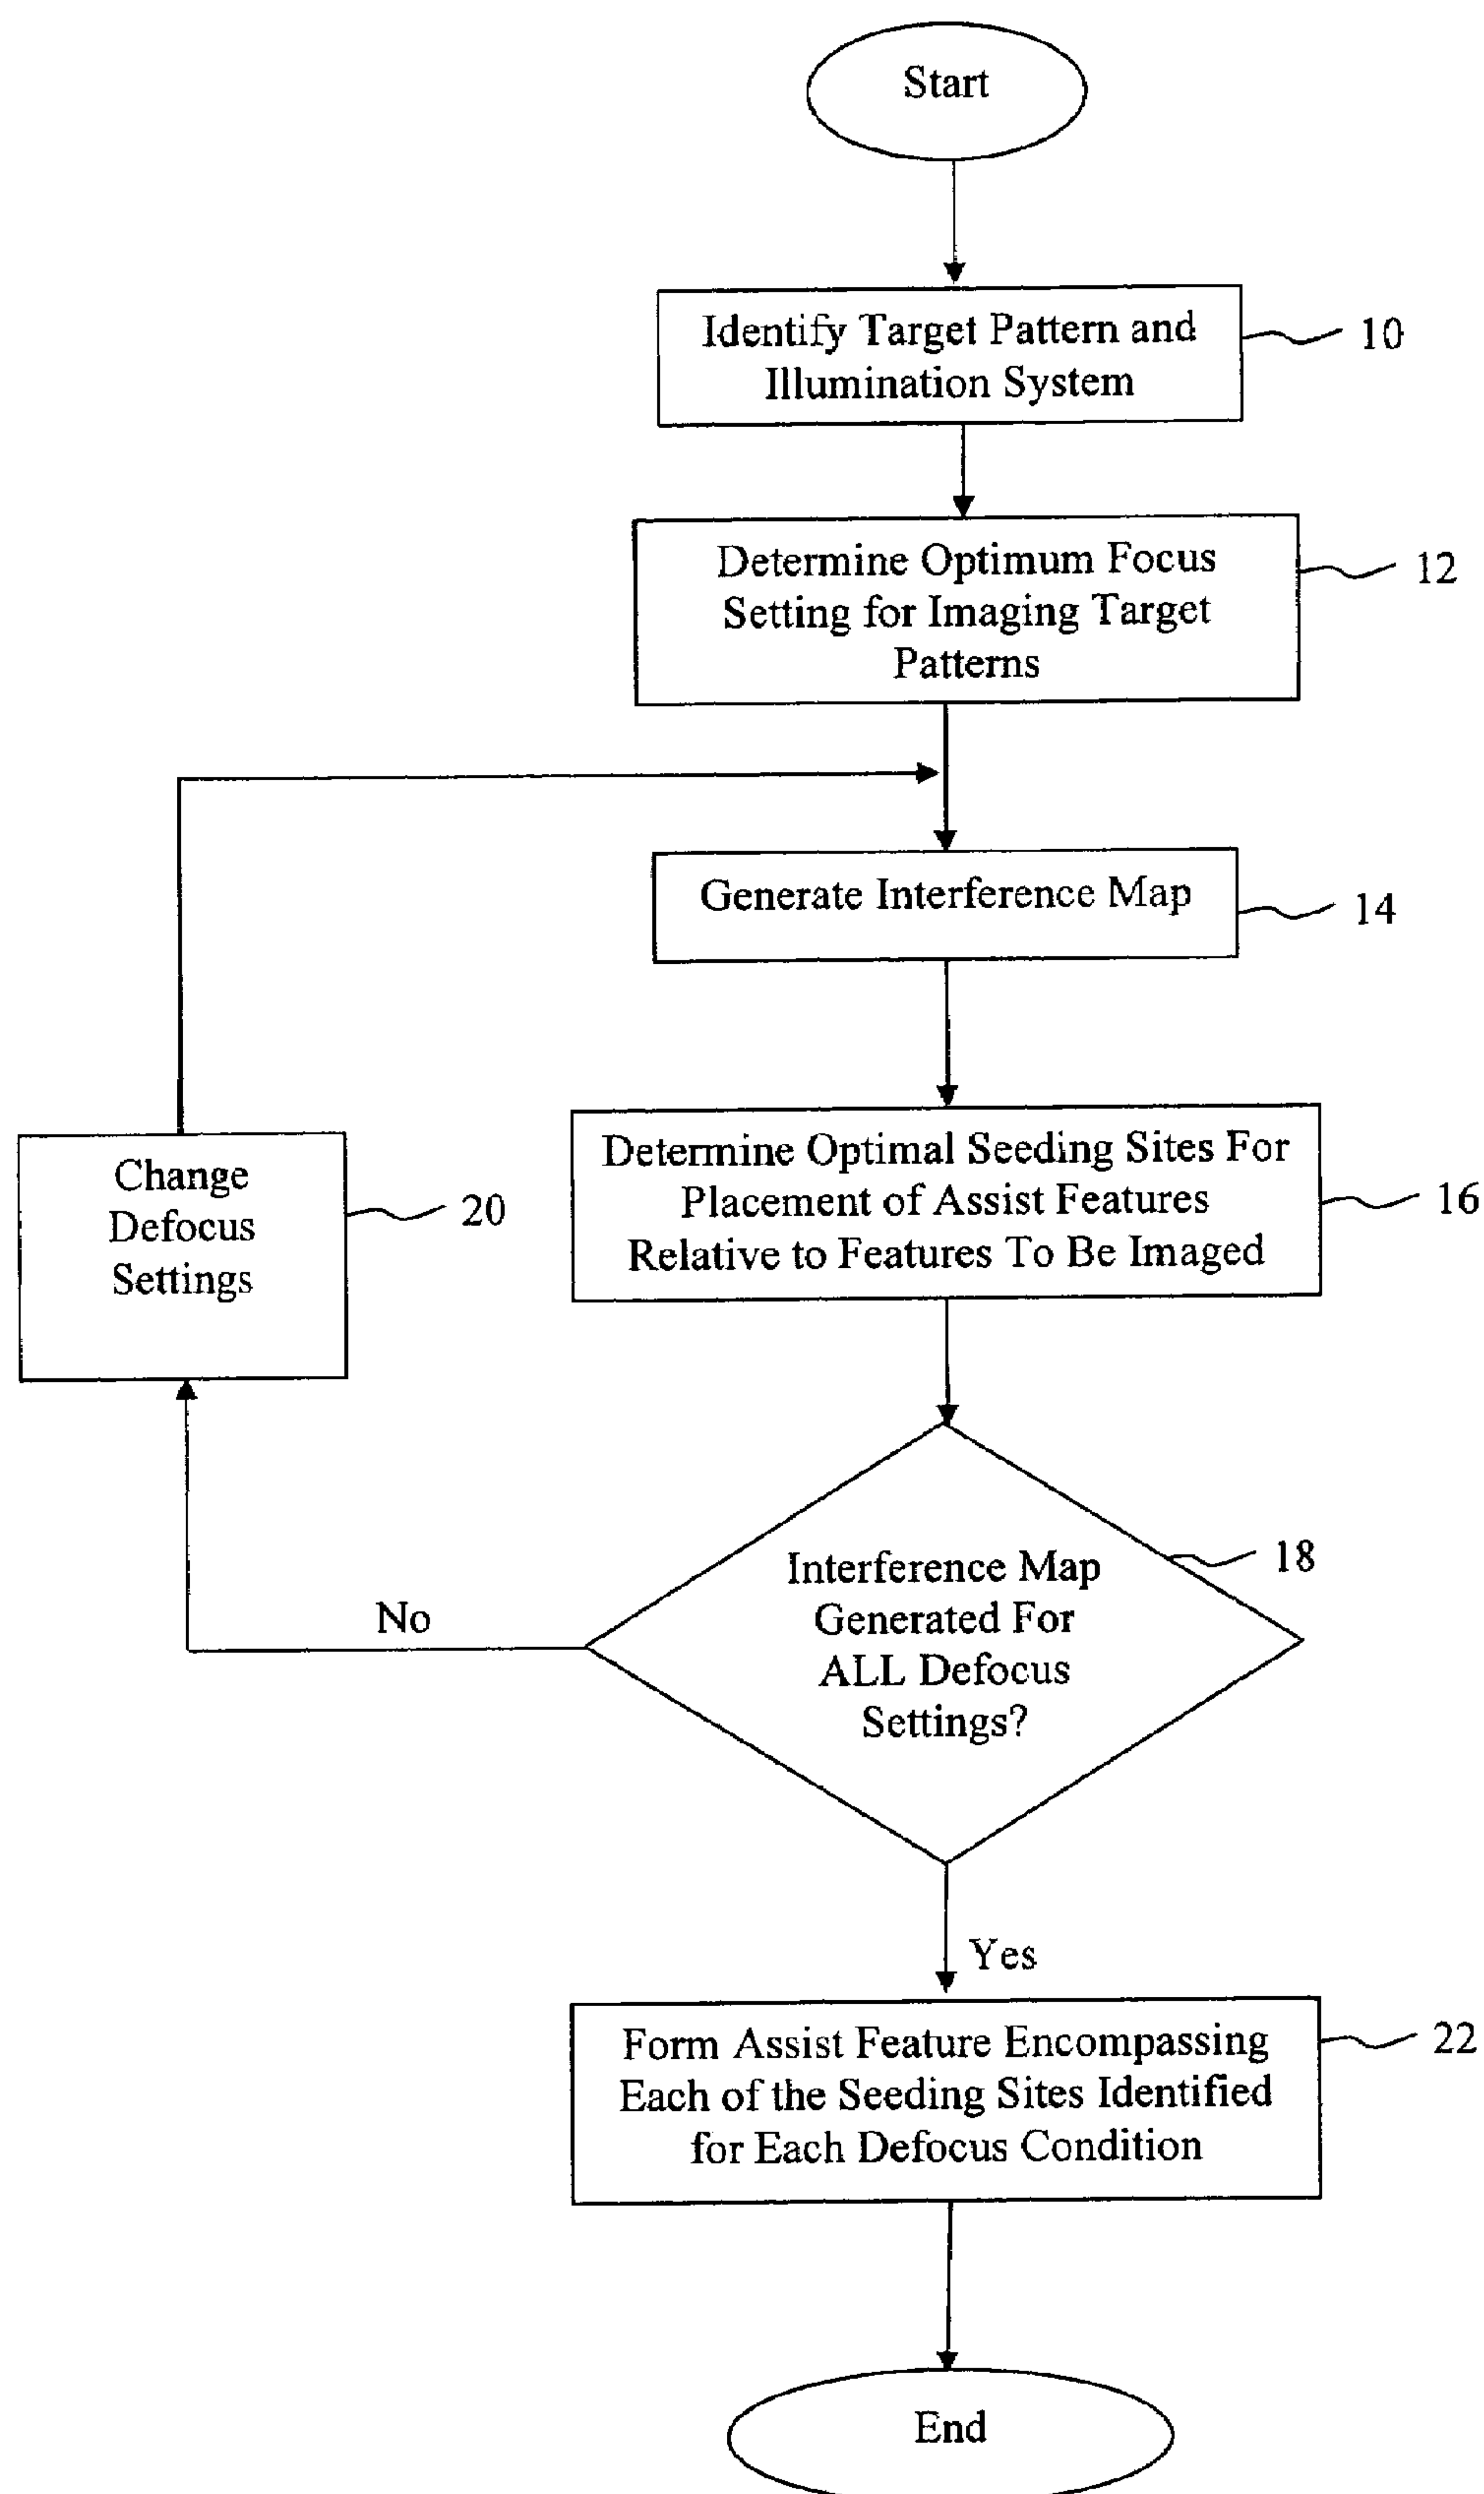 Start
Identify Target Pattern and
Illumination System
10
Determine Optimum Focus
Setting for Imaging Target
Patterns
12
Generate Interference Map
14
Determine Optimal Seeding Sites For
Placement of Assist Features
Relative to Features To Be Imaged
16
Change
Defocus
Settings
20
Interference Map
Generated For
ALL Defocus
Settings?
18
No
Yes
Form Assist Feature Encompassing
Each of the Seeding Sites Identified
for Each Defocus Condition
22
End